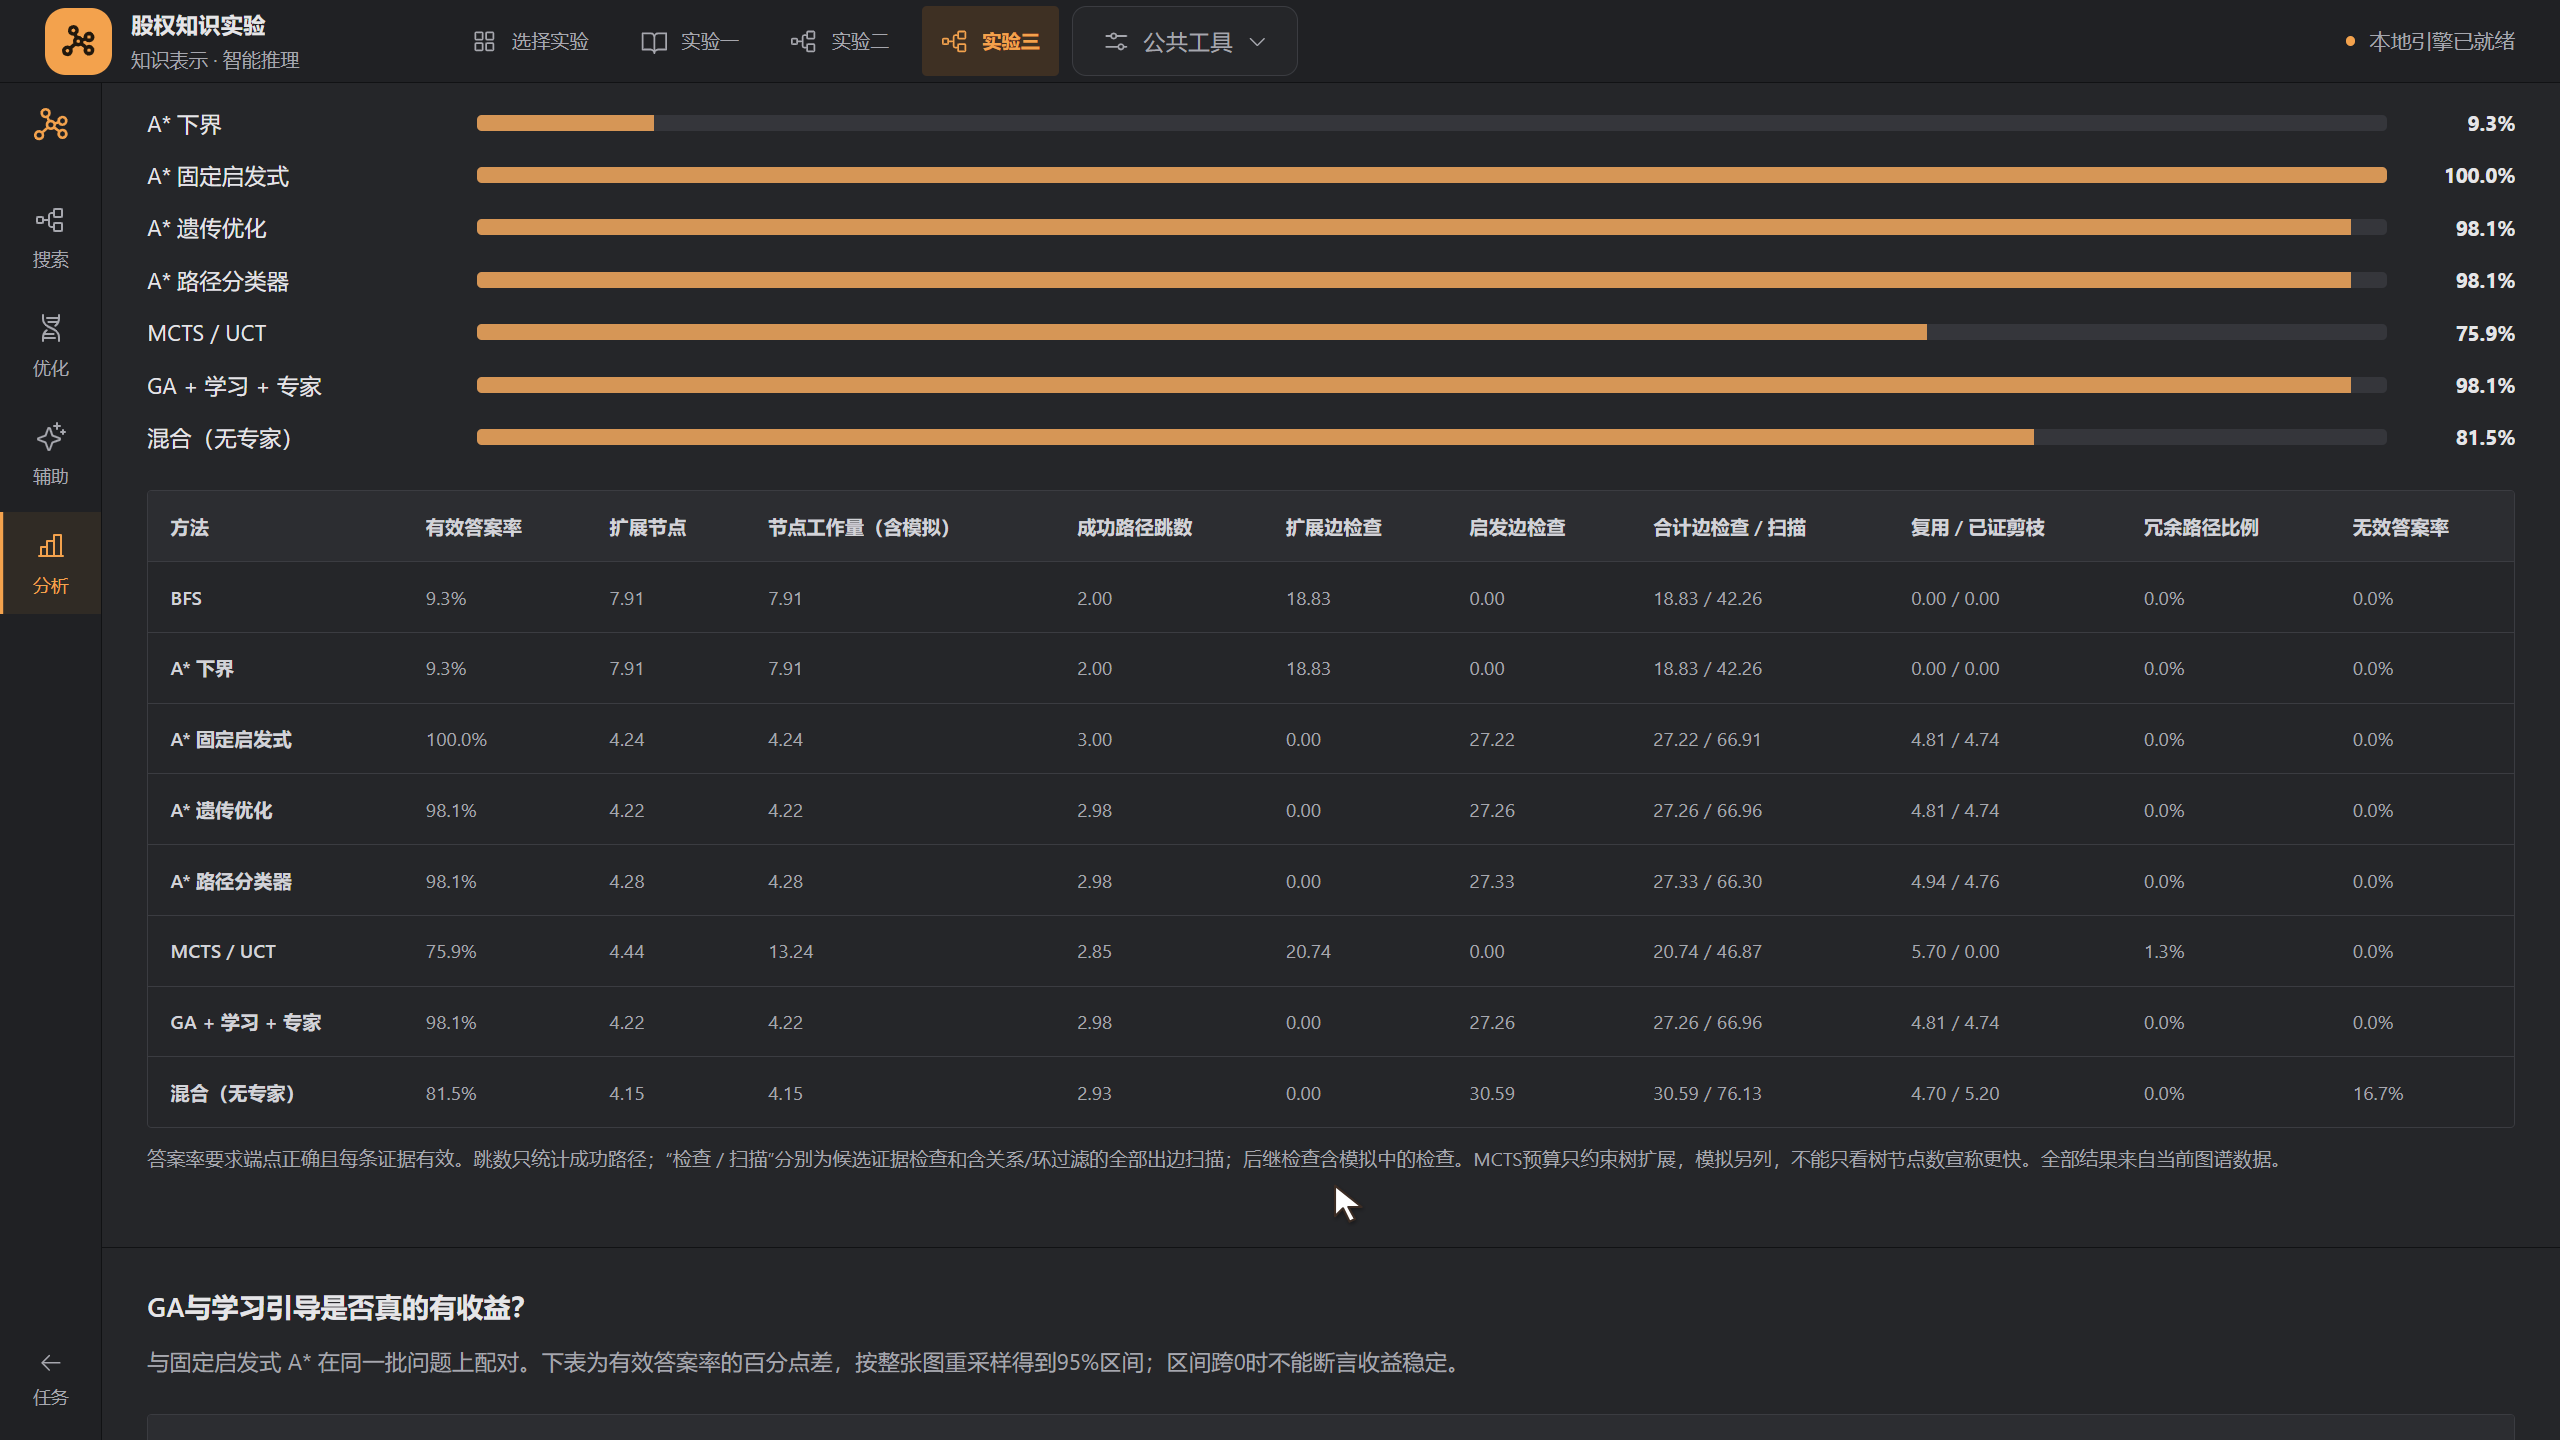 股权知识实验
知识表示 · 智能推理
选择实验
实验一
实验二
实验三
公共工具
本地引擎已就绪
搜索
优化
辅助
分析
任务
A* 下界 9.3%
A* 固定启发式 100.0%
A* 遗传优化 98.1%
A* 路径分类器 98.1%
MCTS / UCT 75.9%
GA + 学习 + 专家 98.1%
混合（无专家） 81.5%
方法 有效答案率 扩展节点 节点工作量（含模拟） 成功路径跳数 扩展边检查 启发边检查 合计边检查 / 扫描 复用 / 已证剪枝 冗余路径比例 无效答案率
BFS 9.3% 7.91 7.91 2.00 18.83 0.00 18.83 / 42.26 0.00 / 0.00 0.0% 0.0%
A* 下界 9.3% 7.91 7.91 2.00 18.83 0.00 18.83 / 42.26 0.00 / 0.00 0.0% 0.0%
A* 固定启发式 100.0% 4.24 4.24 3.00 0.00 27.22 27.22 / 66.91 4.81 / 4.74 0.0% 0.0%
A* 遗传优化 98.1% 4.22 4.22 2.98 0.00 27.26 27.26 / 66.96 4.81 / 4.74 0.0% 0.0%
A* 路径分类器 98.1% 4.28 4.28 2.98 0.00 27.33 27.33 / 66.30 4.94 / 4.76 0.0% 0.0%
MCTS / UCT 75.9% 4.44 13.24 2.85 20.74 0.00 20.74 / 46.87 5.70 / 0.00 1.3% 0.0%
GA + 学习 + 专家 98.1% 4.22 4.22 2.98 0.00 27.26 27.26 / 66.96 4.81 / 4.74 0.0% 0.0%
混合（无专家） 81.5% 4.15 4.15 2.93 0.00 30.59 30.59 / 76.13 4.70 / 5.20 0.0% 16.7%
答案率要求端点正确且每条证据有效。跳数只统计成功路径；“检查 / 扫描”分别为候选证据检查和含关系/环过滤的全部出边扫描；后继检查含模拟中的检查。MCTS预算只约束树扩展，模拟另列，不能只看树节点数宣称更快。全部结果来自当前图谱数据。
GA与学习引导是否真的有收益？
与固定启发式 A* 在同一批问题上配对。下表为有效答案率的百分点差，按整张图重采样得到95%区间；区间跨0时不能断言收益稳定。